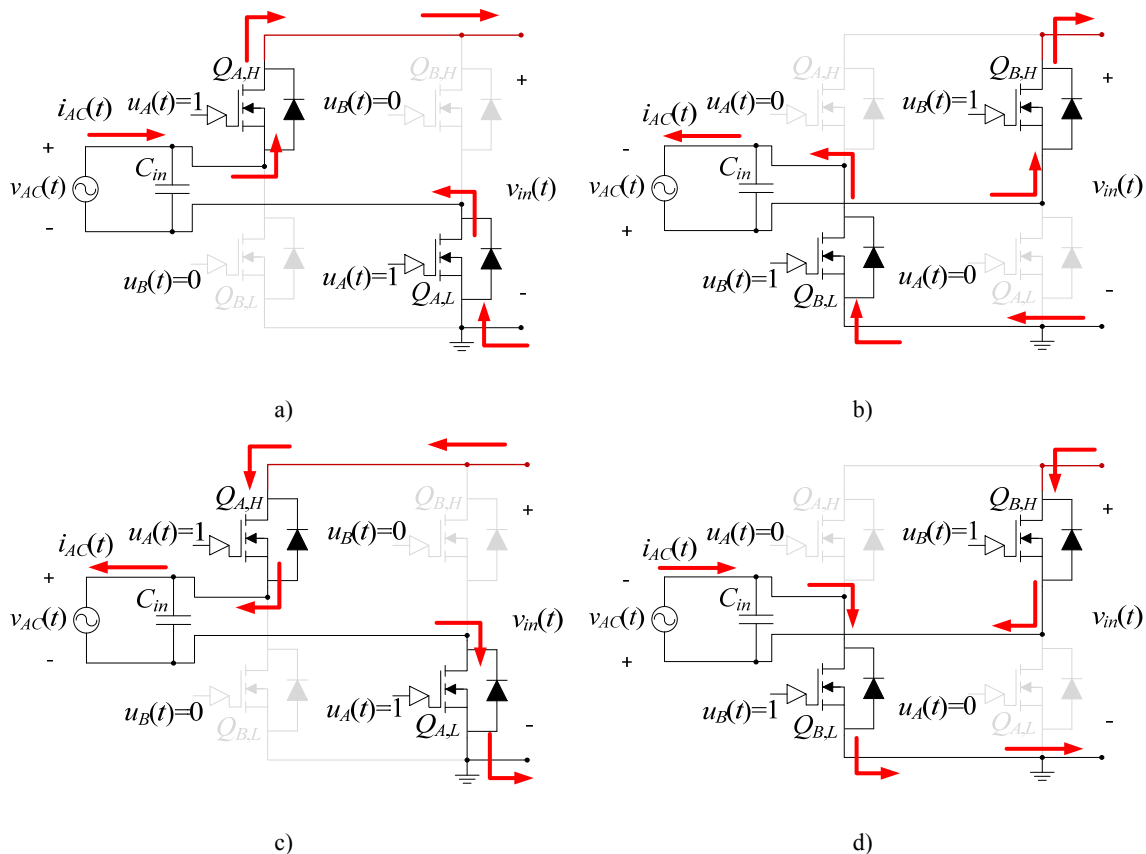 Q_{A,H}
Q_{B,H}
u_A(t)=1
u_B(t)=0
i_{AC}(t)
+
+
C_{in}
v_{AC}(t)
v_{in}(t)
-
u_B(t)=0
u_A(t)=1
Q_{B,L}
Q_{A,L}
-
a)
Q_{A,H}
Q_{B,H}
u_A(t)=0
u_B(t)=1
i_{AC}(t)
+
-
C_{in}
v_{AC}(t)
v_{in}(t)
+
u_B(t)=1
u_A(t)=0
Q_{B,L}
Q_{A,L}
-
b)
Q_{A,H}
Q_{B,H}
u_A(t)=1
u_B(t)=0
i_{AC}(t)
+
+
C_{in}
v_{AC}(t)
v_{in}(t)
-
u_B(t)=0
u_A(t)=1
Q_{B,L}
Q_{A,L}
-
c)
Q_{A,H}
Q_{B,H}
u_A(t)=0
u_B(t)=1
i_{AC}(t)
+
-
C_{in}
v_{AC}(t)
v_{in}(t)
+
u_B(t)=1
u_A(t)=0
Q_{B,L}
Q_{A,L}
-
d)